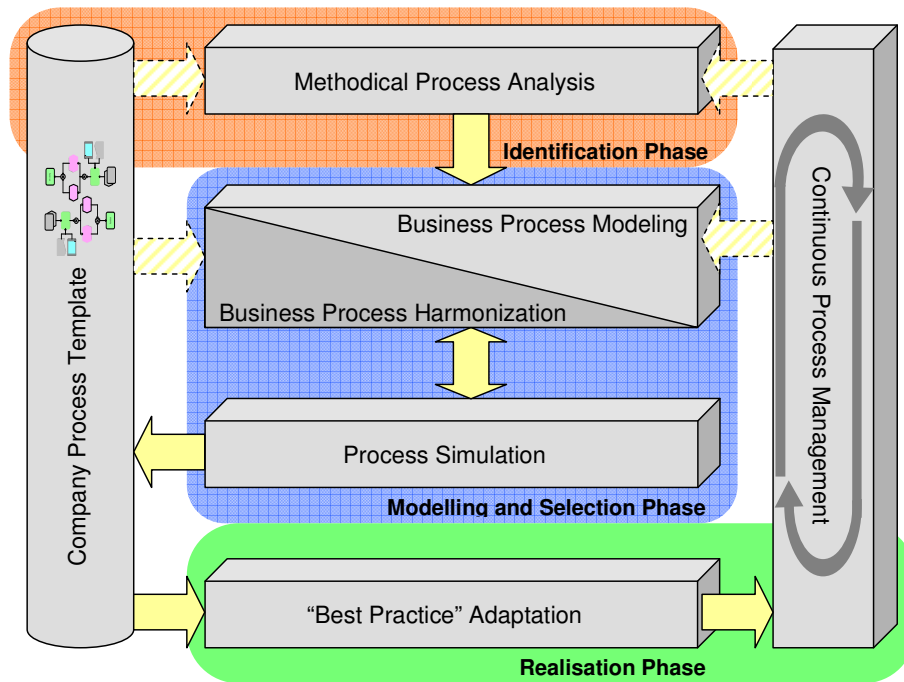 Methodical Process Analysis
Identification Phase
Business Process Modeling
Business Process Harmonization
Process Simulation
Modelling and Selection Phase
“Best Practice” Adaptation
Realisation Phase
Company Process Template
Continuous Process Management